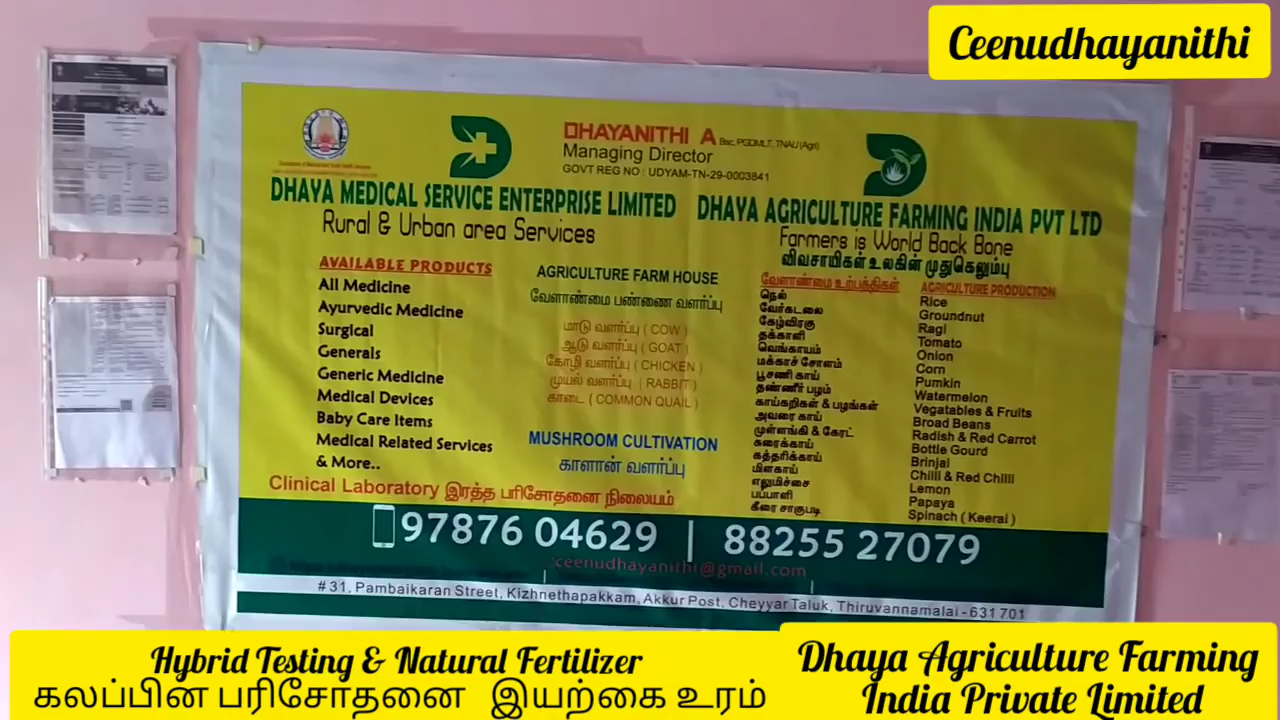 Ceenudhayanithi
DHAYANITHI A Bsc, PGDMLT, TNAU (Agri)
Managing Director
GOVT REG NO : UDYAM-TN-29-0003841
DHAYA MEDICAL SERVICE ENTERPRISE LIMITED
Rural & Urban area Services
AVAILABLE PRODUCTS
All Medicine
Ayurvedic Medicine
Surgical
Generals
Generic Medicine
Medical Devices
Baby Care Items
Medical Related Services
& More..
Clinical Laboratory இரத்த பரிசோதனை நிலையம்
AGRICULTURE FARM HOUSE
வேளாண்மை பண்ணை வளர்ப்பு
மாடு வளர்ப்பு ( COW )
ஆடு வளர்ப்பு ( GOAT )
கோழி வளர்ப்பு ( CHICKEN )
முயல் வளர்ப்பு ( RABBIT )
காடை ( COMMON QUAIL )
MUSHROOM CULTIVATION
காளான் வளர்ப்பு
DHAYA AGRICULTURE FARMING INDIA PVT LTD
Farmers is World Back Bone
விவசாயிகள் உலகின் முதுகெலும்பு
வேளாண்மை உற்பத்திகள்
நெல்
வேர்கடலை
கேழ்விரகு
தக்காளி
வெங்காயம்
மக்காச் சோளம்
பூசணி காய்
தண்ணீர் பழம்
காய்கறிகள் & பழங்கள்
அவரை காய்
முள்ளங்கி & கேரட்
சுரைக்காய்
கத்தரிக்காய்
மிளகாய்
எலுமிச்சை
பப்பாளி
கீரை சாகுபடி
AGRICULTURE PRODUCTION
Rice
Groundnut
Ragi
Tomato
Onion
Corn
Pumkin
Watermelon
Vegatables & Fruits
Broad Beans
Radish & Red Carrot
Bottle Gourd
Brinjal
Chilli & Red Chilli
Lemon
Papaya
Spinach ( Keerai )
97876 04629 | 88255 27079
ceenudhayanithi@gmail.com
# 31, Pambaikaran Street, Kizhnethapakkam, Akkur Post, Cheyyar Taluk, Thiruvannamalai - 631 701
Hybrid Testing & Natural Fertilizer
கலப்பின பரிசோதனை இயற்கை உரம்
Dhaya Agriculture Farming
India Private Limited